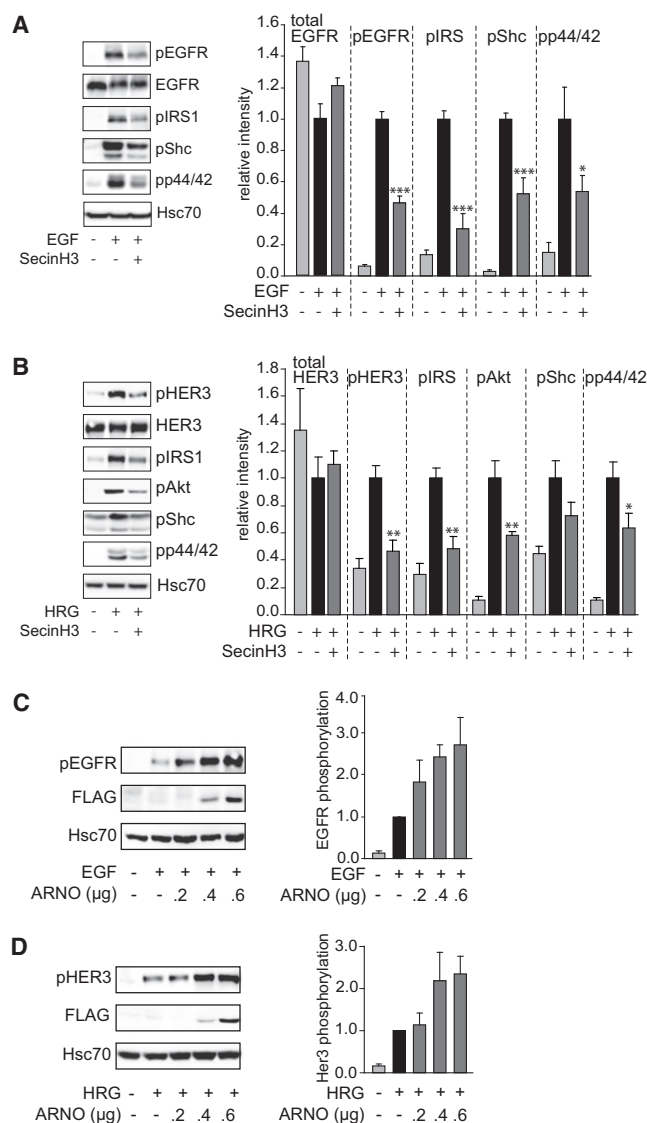 A
pEGFR
EGFR
pIRS1
pShc
pp44/42
Hsc70
EGF - + +
SecinH3 - - +
total
EGFR pEGFR pIRS pShc pp44/42
relative intensity
1.6
1.4
1.2
1.0
0.8
0.6
0.4
0.2
0.0
*** *** *** *
EGF - + + - + + - + + - + + - + +
SecinH3 - - + - - + - - + - - + - - +
B
pHER3
HER3
pIRS1
pAkt
pShc
pp44/42
Hsc70
HRG - + +
SecinH3 - - +
total
HER3 pHER3 pIRS pAkt pShc pp44/42
relative intensity
1.8
1.6
1.4
1.2
1.0
0.8
0.6
0.4
0.2
0.0
** ** ** *
HRG - + + - + + - + + - + + - + + - + +
SecinH3 - - + - - + - - + - - + - - + - - +
C
pEGFR
FLAG
Hsc70
EGF - + + + +
ARNO (µg) - - .2 .4 .6
EGFR phosphorylation
4.0
3.0
2.0
1.0
0.0
EGF - + + + +
ARNO (µg) - - .2 .4 .6
D
pHER3
FLAG
Hsc70
HRG - + + + +
ARNO (µg) - - .2 .4 .6
Her3 phosphorylation
3.0
2.0
1.0
0.0
HRG - + + + +
ARNO (µg) - - .2 .4 .6